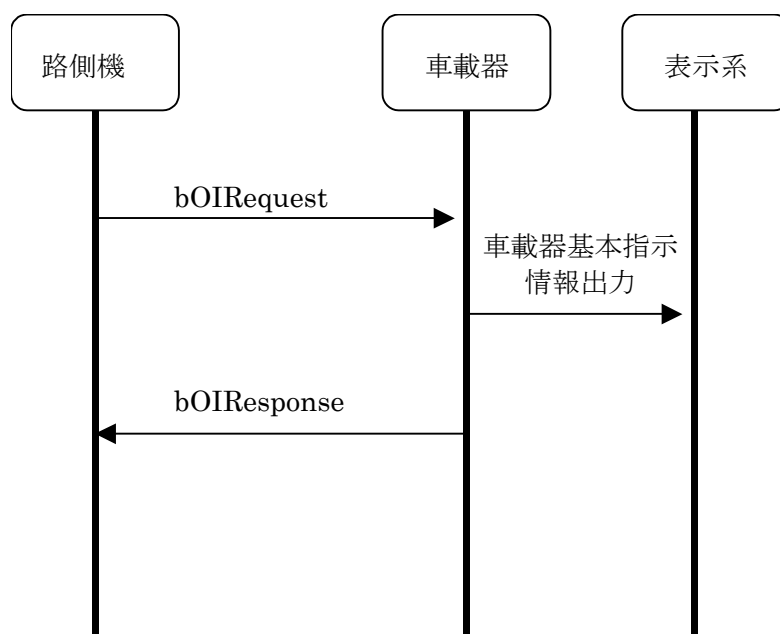 路側機
車載器
表示系
bOIRequest
車載器基本指示
情報出力
bOIResponse